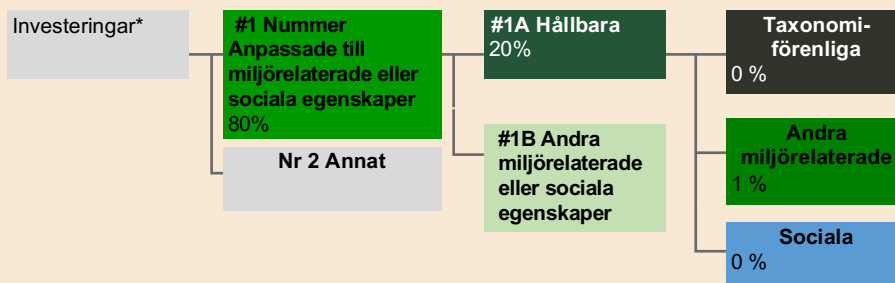 Investeringar*
#1 Nummer
Anpassade till
miljörelaterade eller
sociala egenskaper
80%
Nr 2 Annat
#1A Hållbara
20%
#1B Andra
miljörelaterade
eller sociala
egenskaper
Taxonomi-
förenliga
0 %
Andra
miljörelaterade
1 %
Sociala
0 %